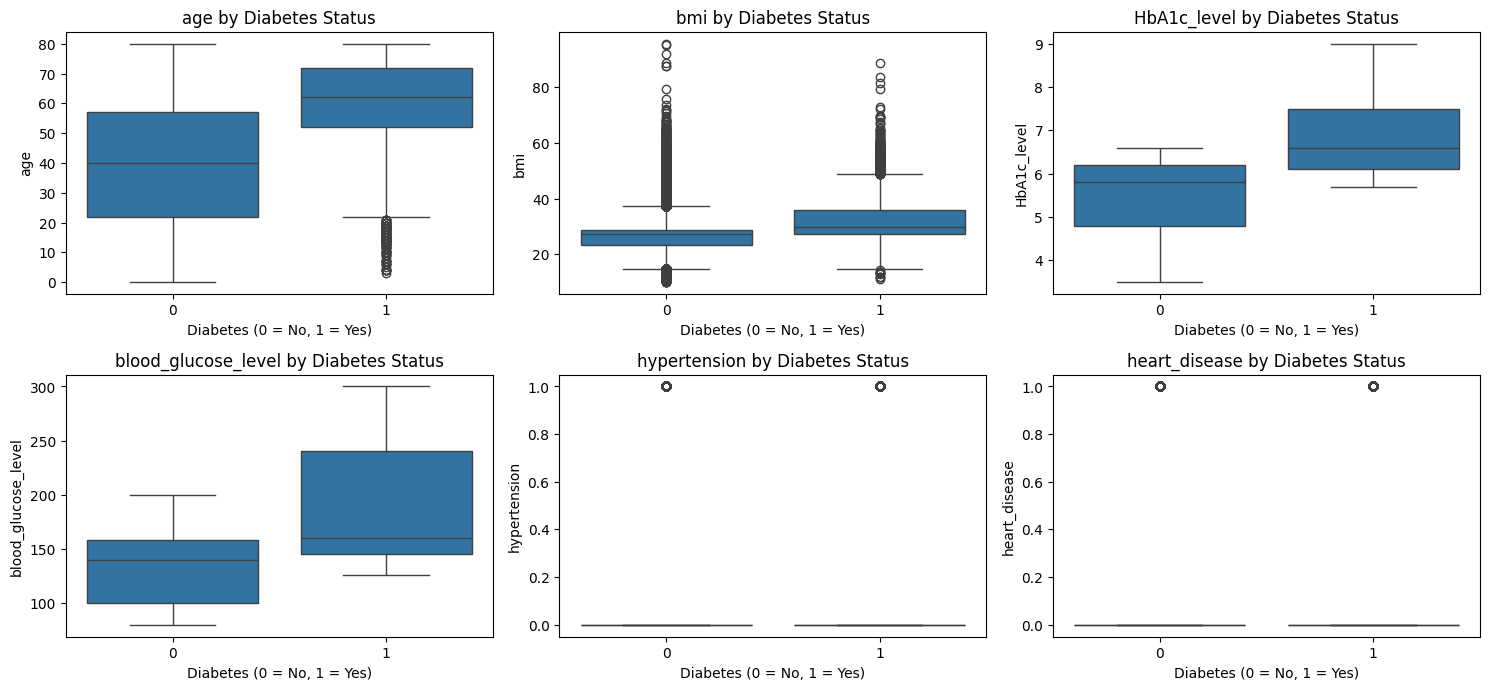 age by Diabetes Status
80
70
60
50
40
30
20
10
0
age
0 1
Diabetes (0 = No, 1 = Yes)
bmi by Diabetes Status
80
60
40
20
bmi
0 1
Diabetes (0 = No, 1 = Yes)
HbA1c_level by Diabetes Status
9
8
7
6
5
4
HbA1c_level
0 1
Diabetes (0 = No, 1 = Yes)
blood_glucose_level by Diabetes Status
300
250
200
150
100
blood_glucose_level
0 1
Diabetes (0 = No, 1 = Yes)
hypertension by Diabetes Status
1.0
0.8
0.6
0.4
0.2
0.0
hypertension
0 1
Diabetes (0 = No, 1 = Yes)
heart_disease by Diabetes Status
1.0
0.8
0.6
0.4
0.2
0.0
heart_disease
0 1
Diabetes (0 = No, 1 = Yes)